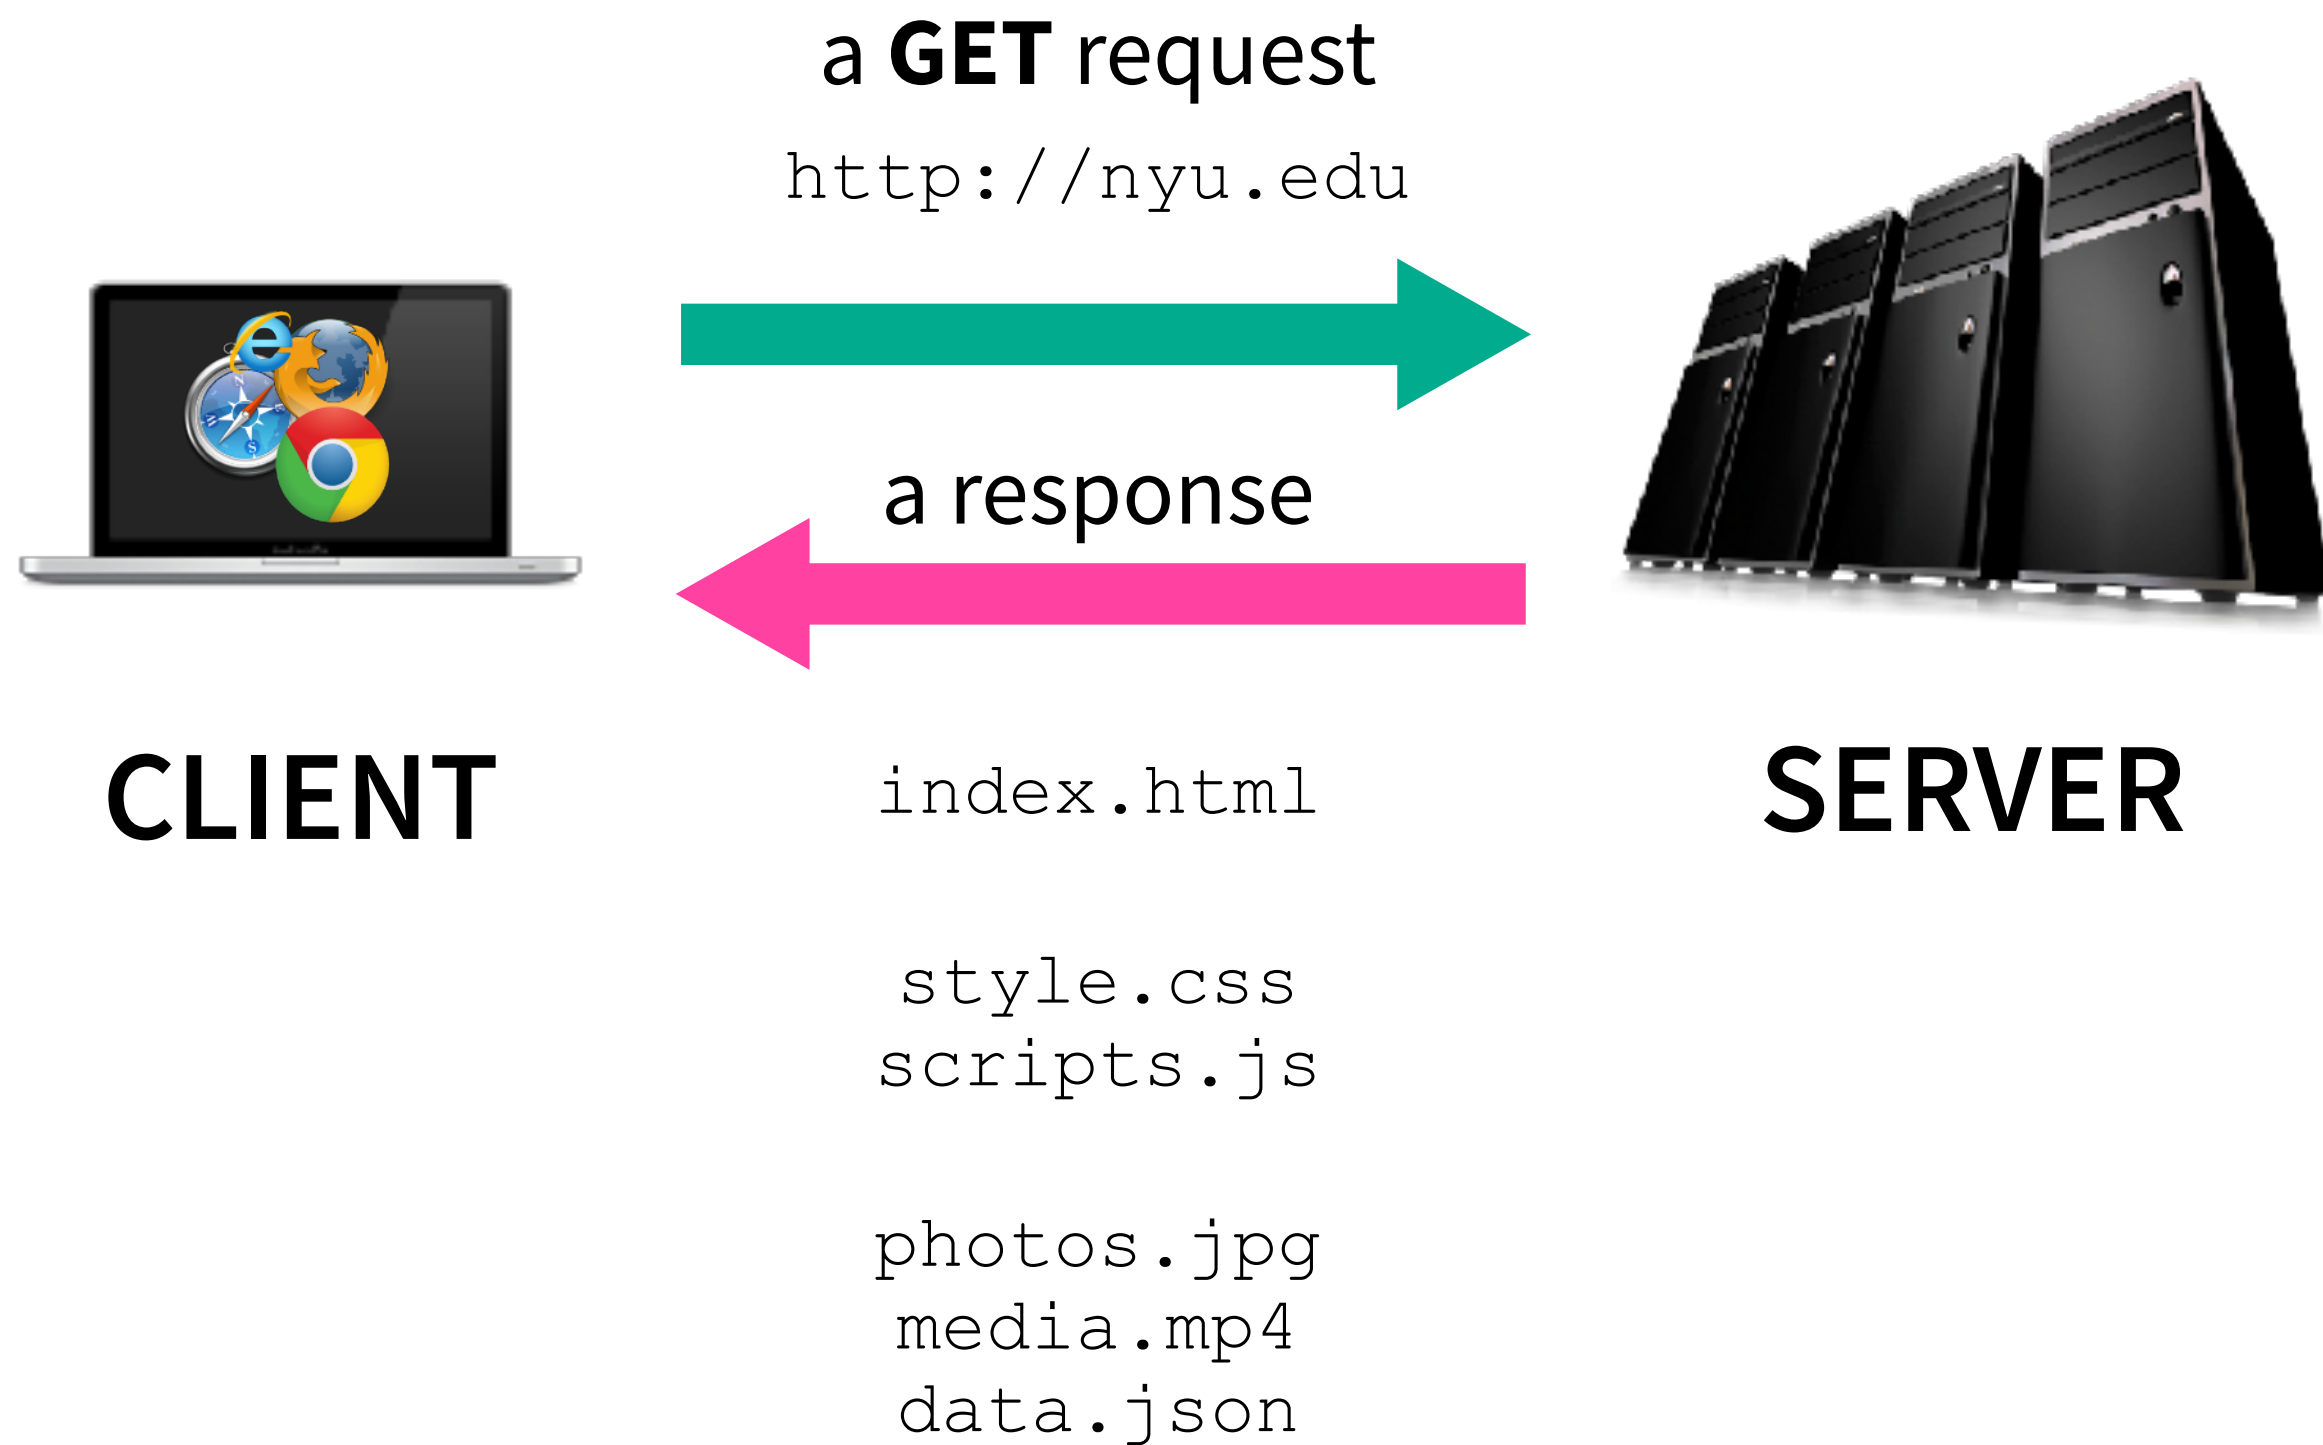 a GET request
http://nyu.edu
a response
CLIENT
SERVER
index.html
style.css
scripts.js
photos.jpg
media.mp4
data.json